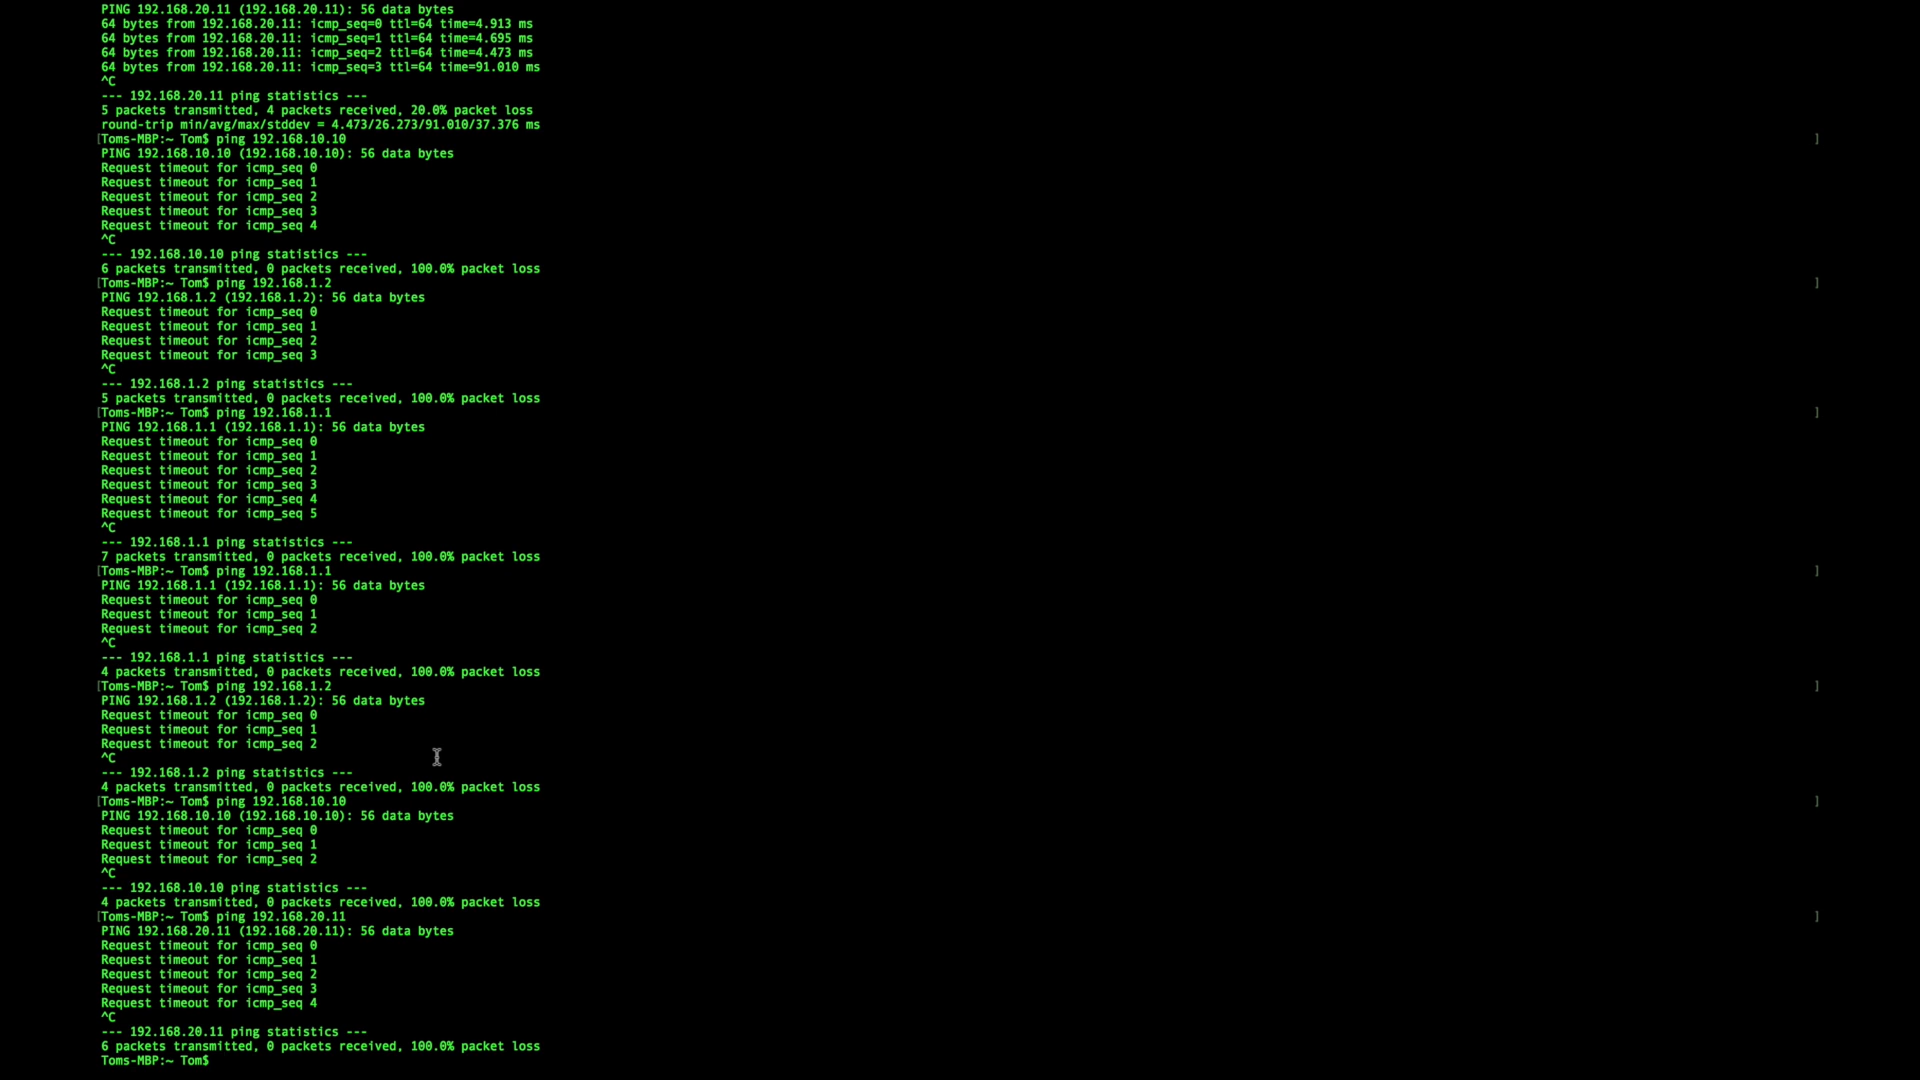 PING 192.168.20.11 (192.168.20.11): 56 data bytes
64 bytes from 192.168.20.11: icmp_seq=0 ttl=64 time=4.913 ms
64 bytes from 192.168.20.11: icmp_seq=1 ttl=64 time=4.695 ms
64 bytes from 192.168.20.11: icmp_seq=2 ttl=64 time=4.473 ms
64 bytes from 192.168.20.11: icmp_seq=3 ttl=64 time=91.010 ms
^C
--- 192.168.20.11 ping statistics ---
5 packets transmitted, 4 packets received, 20.0% packet loss
round-trip min/avg/max/stddev = 4.473/26.273/91.010/37.376 ms
[Toms-MBP:~ Tom$ ping 192.168.10.10 ]
PING 192.168.10.10 (192.168.10.10): 56 data bytes
Request timeout for icmp_seq 0
Request timeout for icmp_seq 1
Request timeout for icmp_seq 2
Request timeout for icmp_seq 3
Request timeout for icmp_seq 4
^C
--- 192.168.10.10 ping statistics ---
6 packets transmitted, 0 packets received, 100.0% packet loss
[Toms-MBP:~ Tom$ ping 192.168.1.2 ]
PING 192.168.1.2 (192.168.1.2): 56 data bytes
Request timeout for icmp_seq 0
Request timeout for icmp_seq 1
Request timeout for icmp_seq 2
Request timeout for icmp_seq 3
^C
--- 192.168.1.2 ping statistics ---
5 packets transmitted, 0 packets received, 100.0% packet loss
[Toms-MBP:~ Tom$ ping 192.168.1.1 ]
PING 192.168.1.1 (192.168.1.1): 56 data bytes
Request timeout for icmp_seq 0
Request timeout for icmp_seq 1
Request timeout for icmp_seq 2
Request timeout for icmp_seq 3
Request timeout for icmp_seq 4
Request timeout for icmp_seq 5
^C
--- 192.168.1.1 ping statistics ---
7 packets transmitted, 0 packets received, 100.0% packet loss
[Toms-MBP:~ Tom$ ping 192.168.1.1 ]
PING 192.168.1.1 (192.168.1.1): 56 data bytes
Request timeout for icmp_seq 0
Request timeout for icmp_seq 1
Request timeout for icmp_seq 2
^C
--- 192.168.1.1 ping statistics ---
4 packets transmitted, 0 packets received, 100.0% packet loss
[Toms-MBP:~ Tom$ ping 192.168.1.2 ]
PING 192.168.1.2 (192.168.1.2): 56 data bytes
Request timeout for icmp_seq 0
Request timeout for icmp_seq 1
Request timeout for icmp_seq 2
^C
--- 192.168.1.2 ping statistics ---
4 packets transmitted, 0 packets received, 100.0% packet loss
[Toms-MBP:~ Tom$ ping 192.168.10.10 ]
PING 192.168.10.10 (192.168.10.10): 56 data bytes
Request timeout for icmp_seq 0
Request timeout for icmp_seq 1
Request timeout for icmp_seq 2
^C
--- 192.168.10.10 ping statistics ---
4 packets transmitted, 0 packets received, 100.0% packet loss
[Toms-MBP:~ Tom$ ping 192.168.20.11 ]
PING 192.168.20.11 (192.168.20.11): 56 data bytes
Request timeout for icmp_seq 0
Request timeout for icmp_seq 1
Request timeout for icmp_seq 2
Request timeout for icmp_seq 3
Request timeout for icmp_seq 4
^C
--- 192.168.20.11 ping statistics ---
6 packets transmitted, 0 packets received, 100.0% packet loss
Toms-MBP:~ Tom$